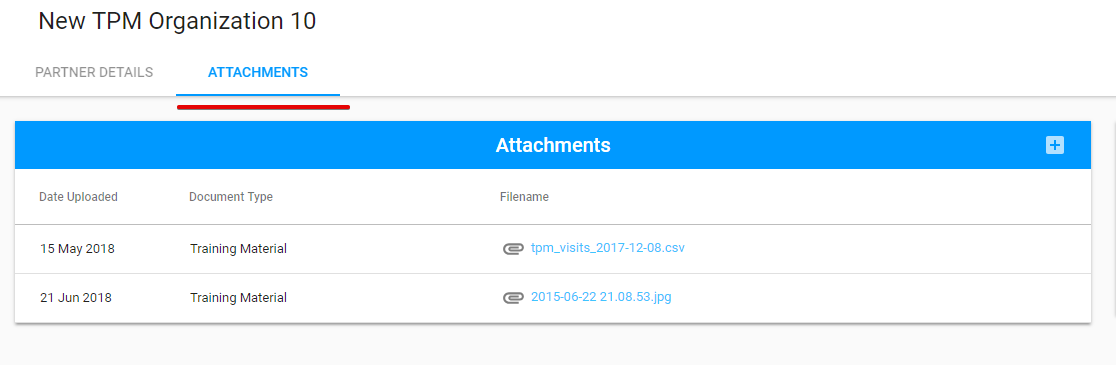 New TPM Organization 10
PARTNER DETAILS ATTACHMENTS
Attachments
Date Uploaded Document Type Filename
15 May 2018 Training Material tpm_visits_2017-12-08.csv
21 Jun 2018 Training Material 2015-06-22 21.08.53.jpg